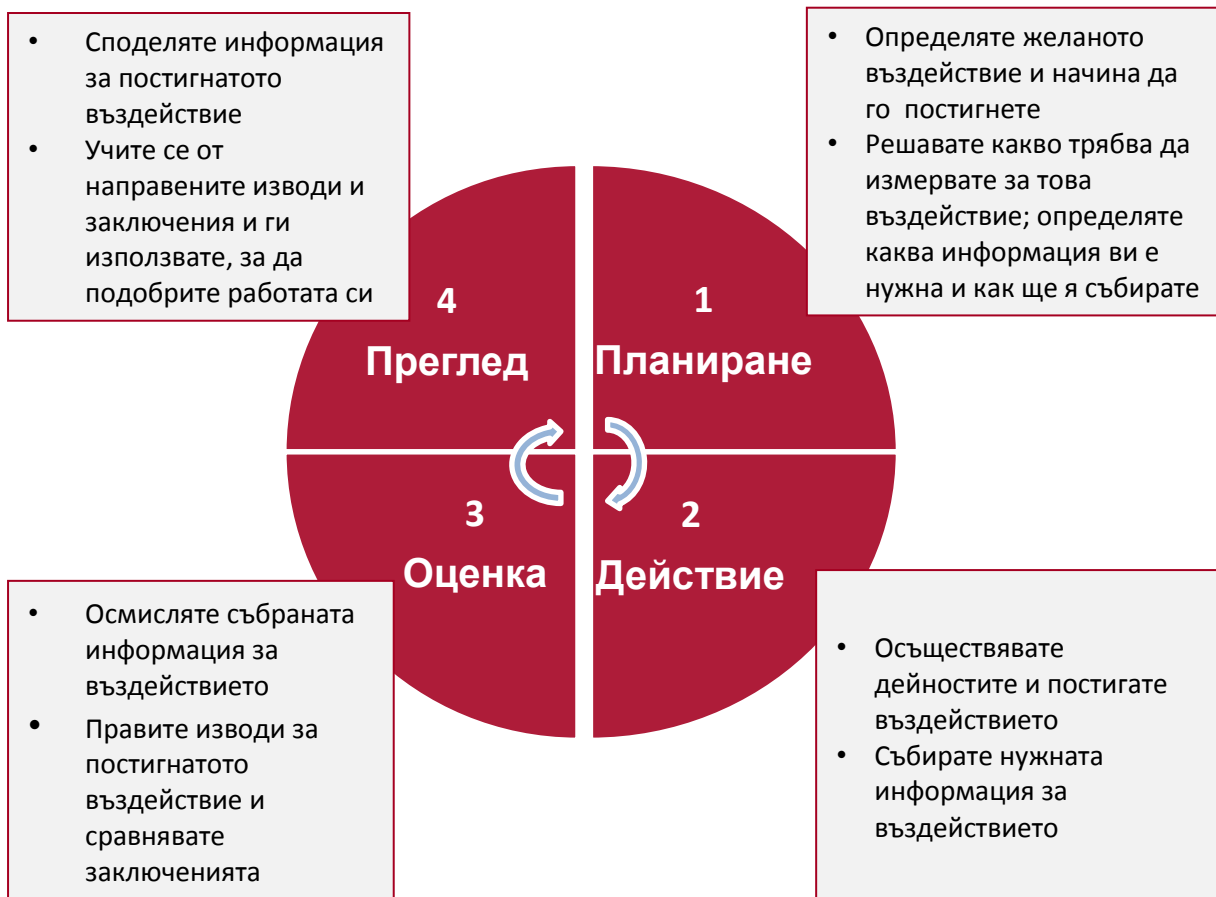 • Споделяте информация
за постигнатото
въздействие
• Учите се от
направените изводи и
заключения и ги
използвате, за да
подобрите работата си
• Определяте желаното
въздействие и начина да
го  постигнете
• Решавате какво трябва да
измервате за това
въздействие; определяте
каква информация ви е
нужна и как ще я събирате
4
Преглед
1
Планиране
3
Оценка
2
Действие
• Осмисляте събраната
информация за
въздействието
• Правите изводи за
постигнатото
въздействие и
сравнявате
заключенията
• Осъществявате
дейностите и постигате
въздействието
• Събирате нужната
информация за
въздействието